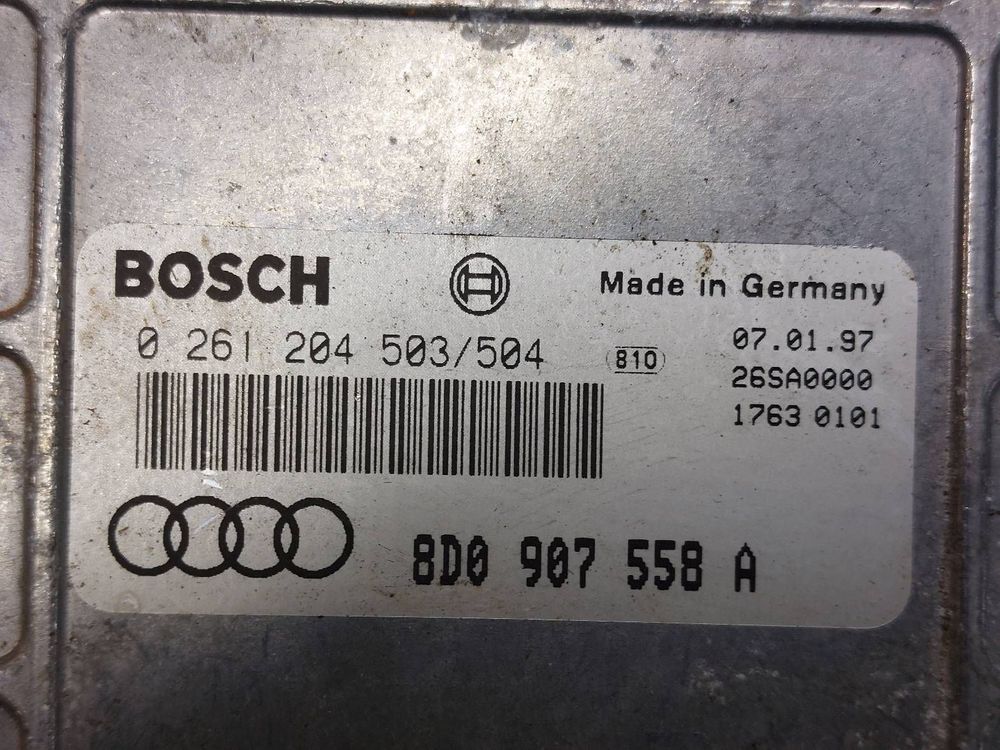 BOSCH
Made in Germany
0 261 204 503/504
810
07.01.97
26SA0000
1763 0101
8D0 907 558 A